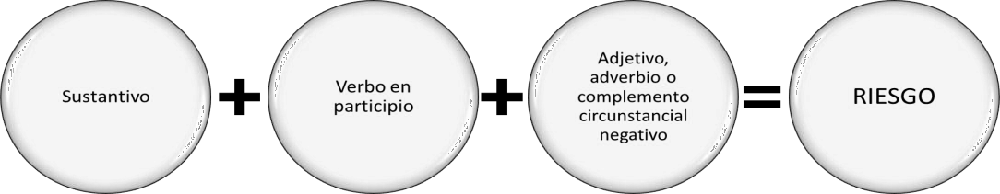 Sustantivo
+
Verbo en
participio
+
Adjetivo,
adverbio o
complemento
circunstancial
negativo
=
RIESGO